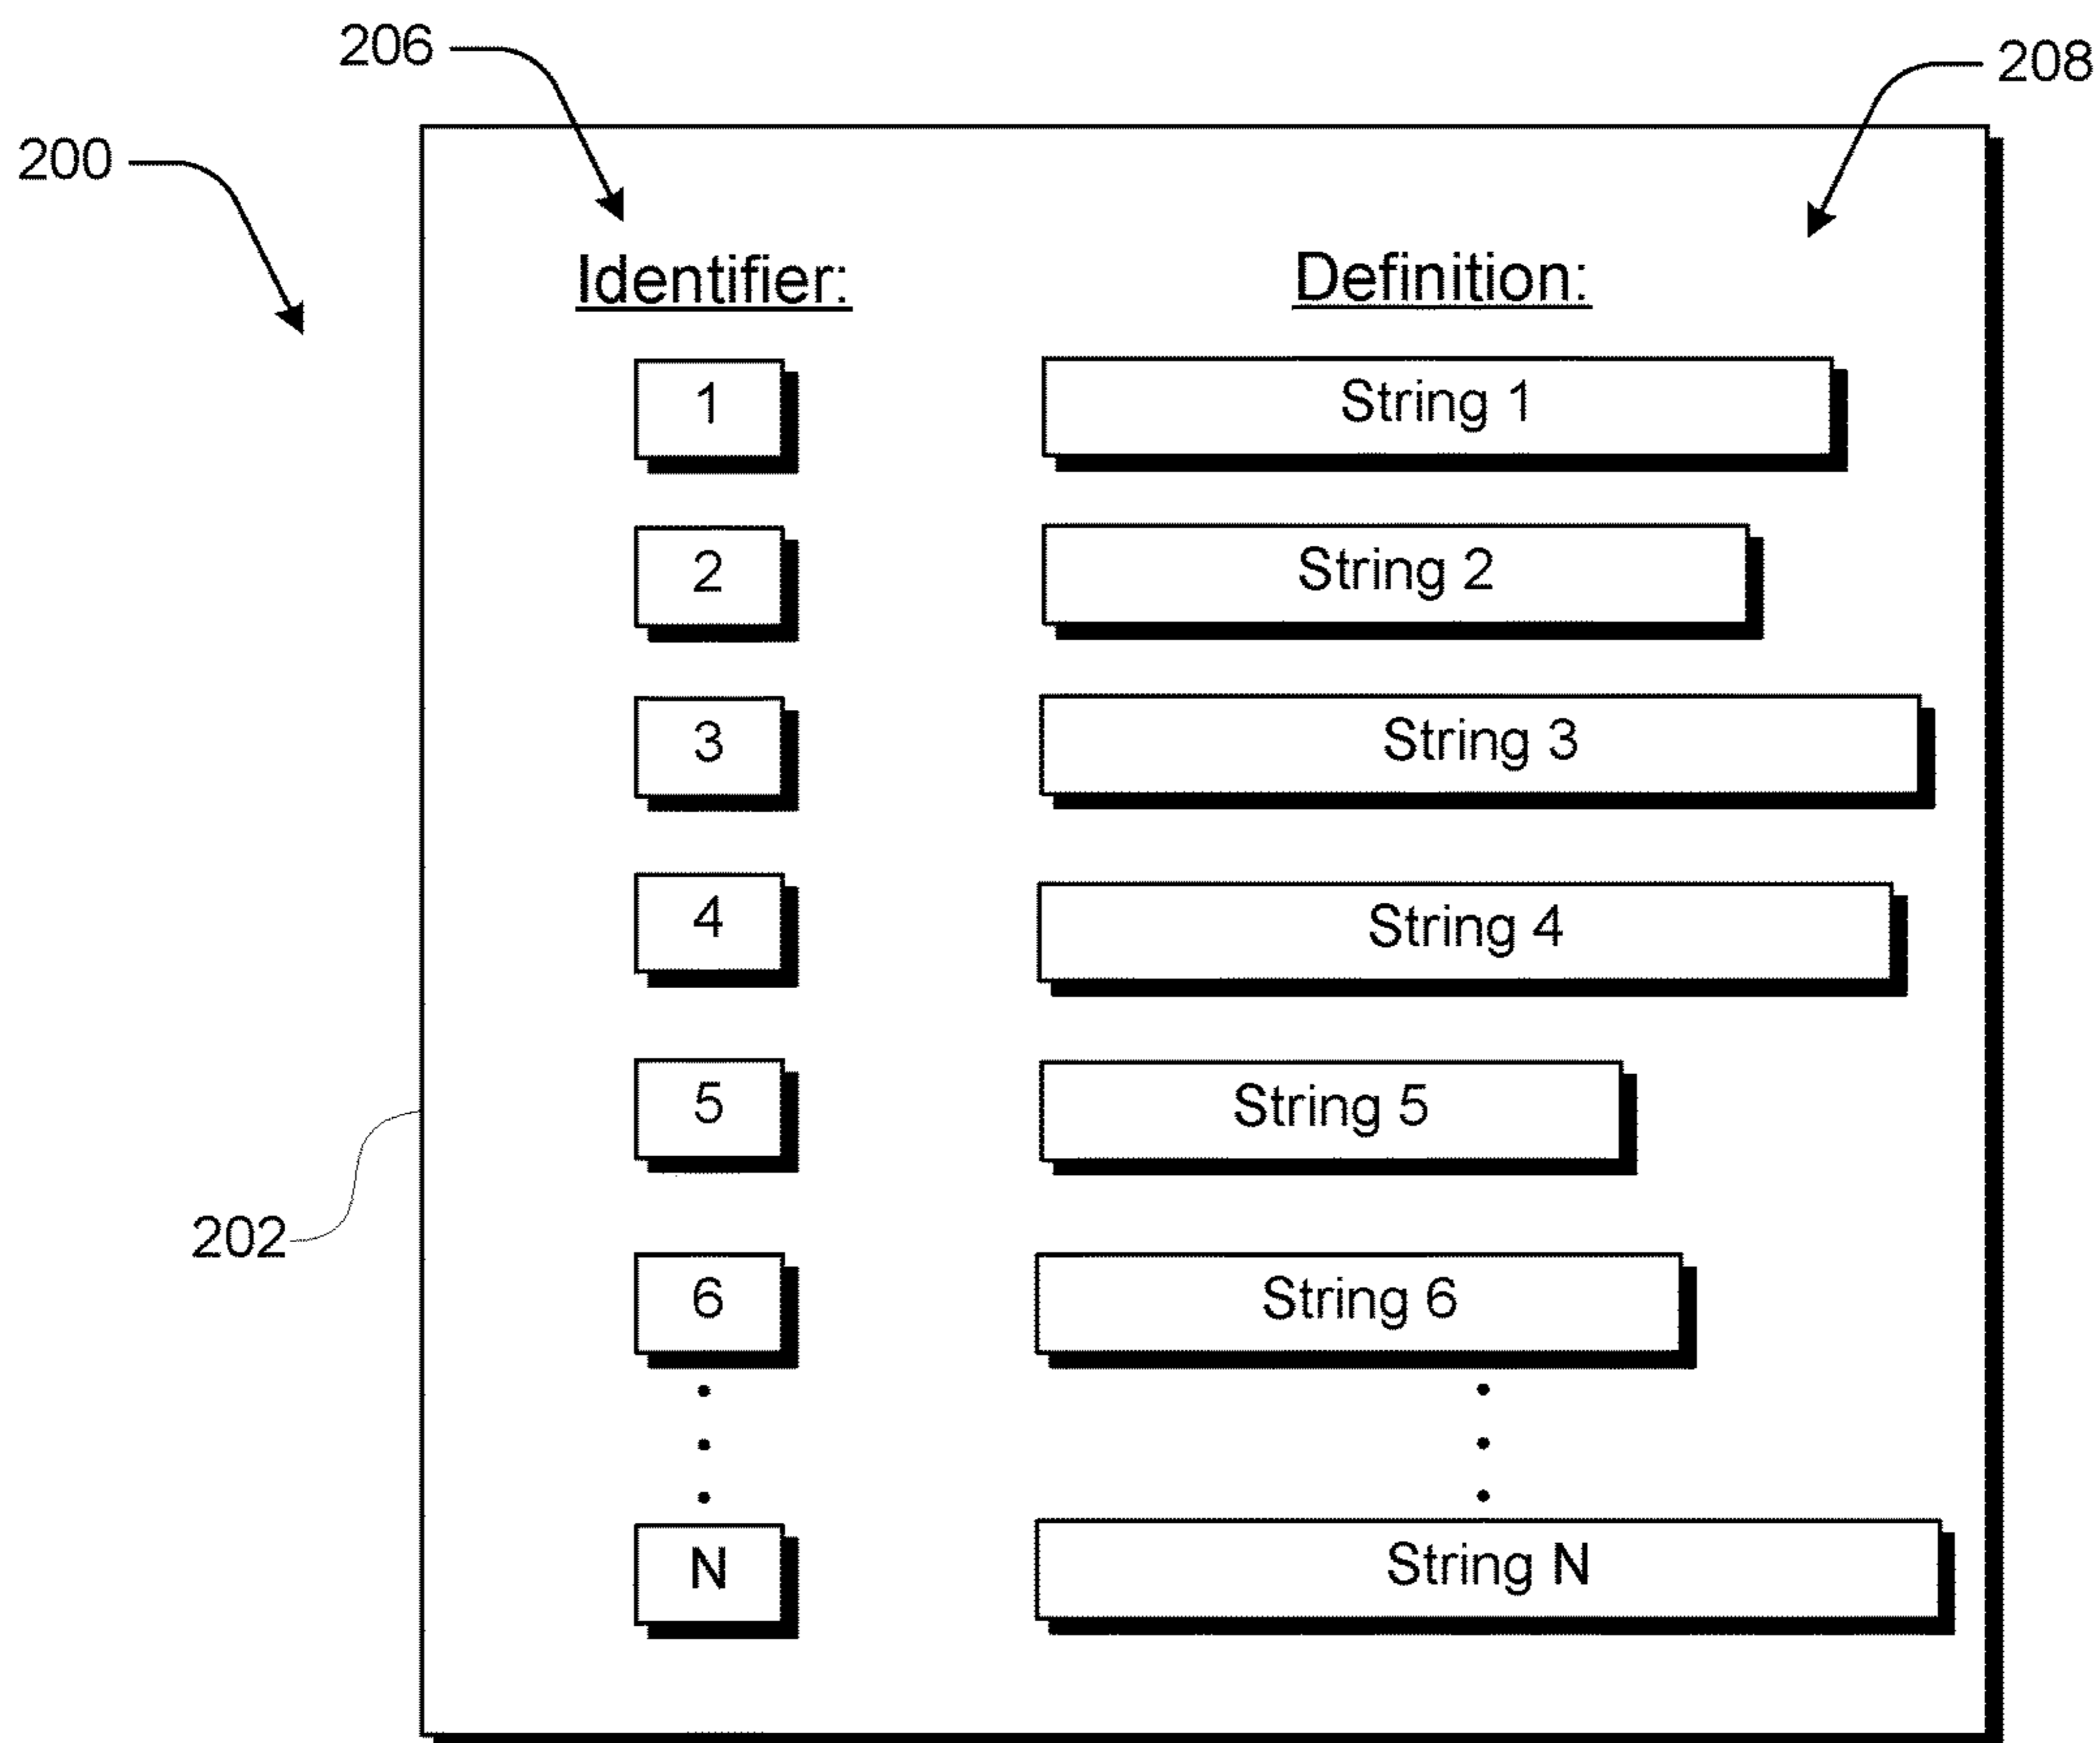 206
208
200
Identifier: Definition:
1 String 1
2 String 2
3 String 3
4 String 4
5 String 5
202
6 String 6
N String N